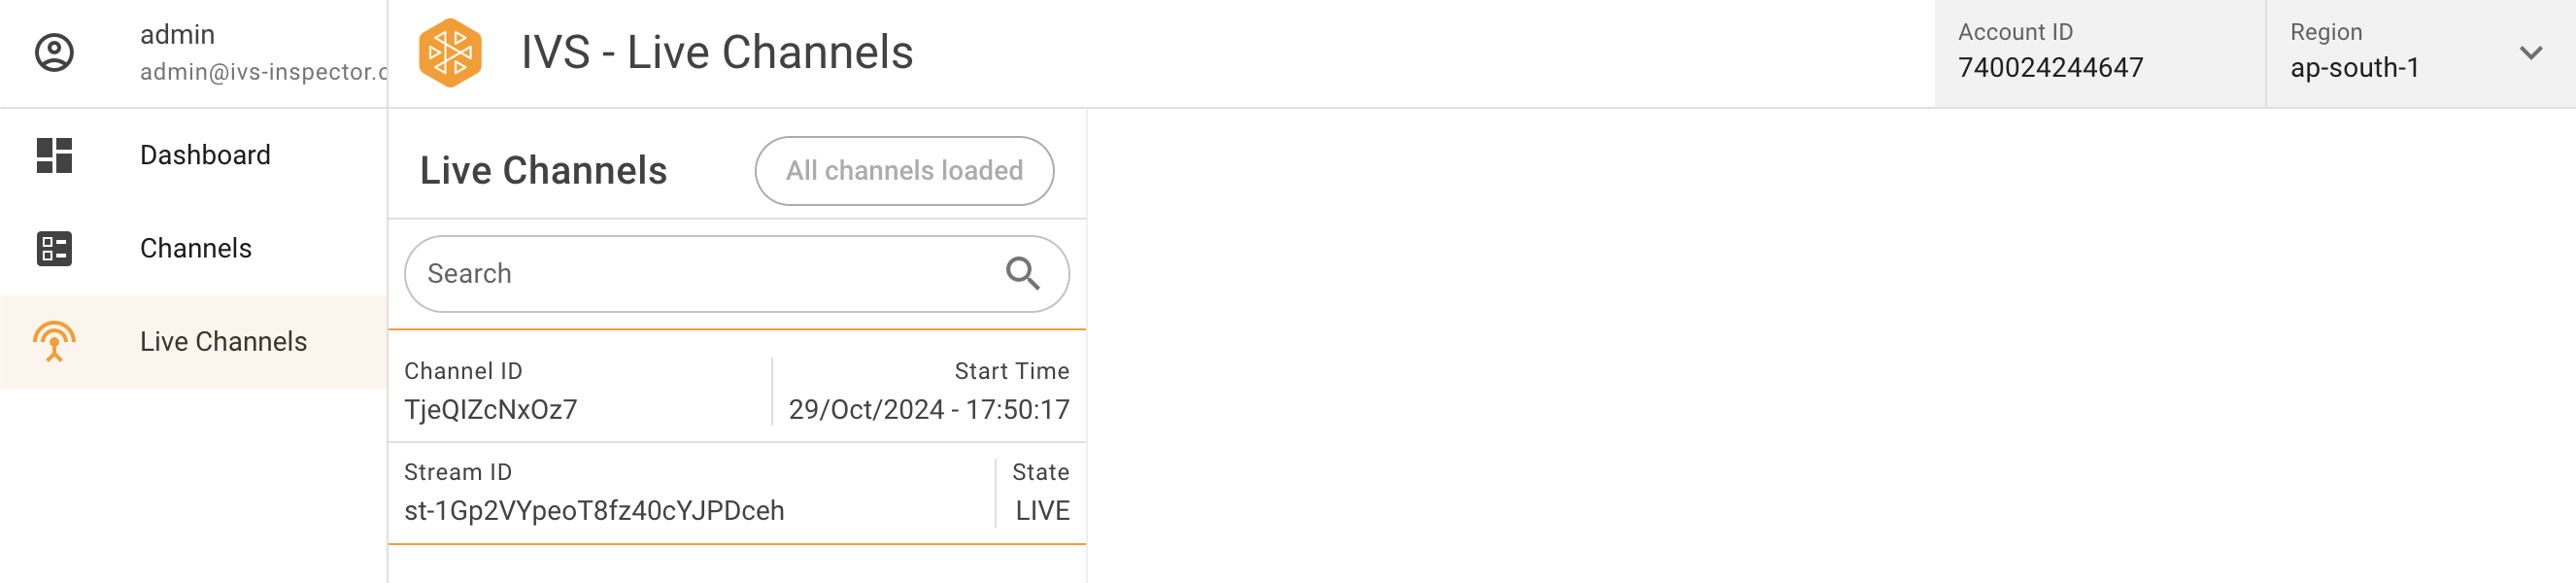 admin
admin@ivs-inspector.c
IVS - Live Channels
Account ID
740024244647
Region
ap-south-1
Dashboard
Channels
Live Channels
Live Channels
All channels loaded
Search
Channel ID
TjeQIZcNxOz7
Start Time
29/Oct/2024 - 17:50:17
Stream ID
st-1Gp2VYpeoT8fz40cYJPDceh
State
LIVE